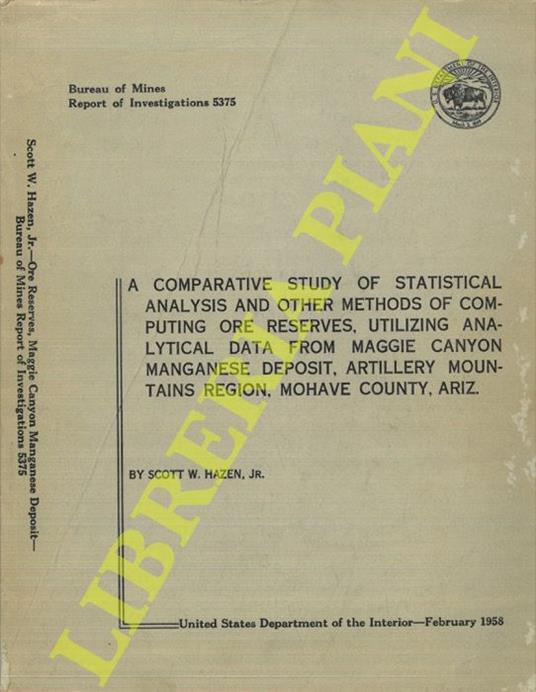 Bureau of Mines
Report of Investigations 5375
Scott W. Hazen, Jr.—Ore Reserves, Maggie Canyon Manganese Deposit—
Bureau of Mines Report of Investigations 5375
A COMPARATIVE STUDY OF STATISTICAL
ANALYSIS AND OTHER METHODS OF COM-
PUTING ORE RESERVES, UTILIZING ANA-
LYTICAL DATA FROM MAGGIE CANYON
MANGANESE DEPOSIT, ARTILLERY MOUN-
TAINS REGION, MOHAVE COUNTY, ARIZ.
BY SCOTT W. HAZEN, JR.
United States Department of the Interior—February 1958
LIBRERIA PIANI